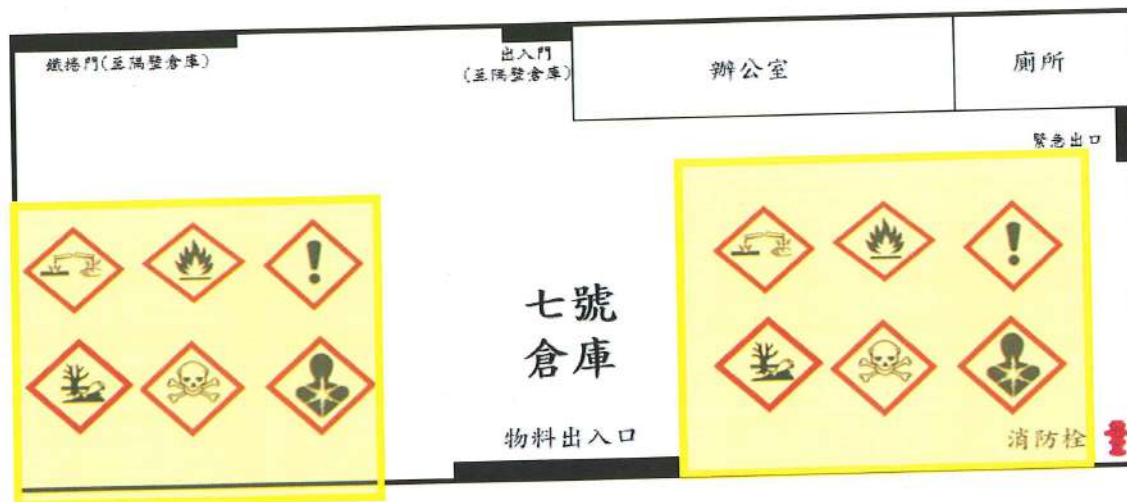 鐵捲門(至隔壁倉庫)
出入門
(至隔壁倉庫)
辦公室
廁所
緊急出口
七號
倉庫
物料出入口
消防栓